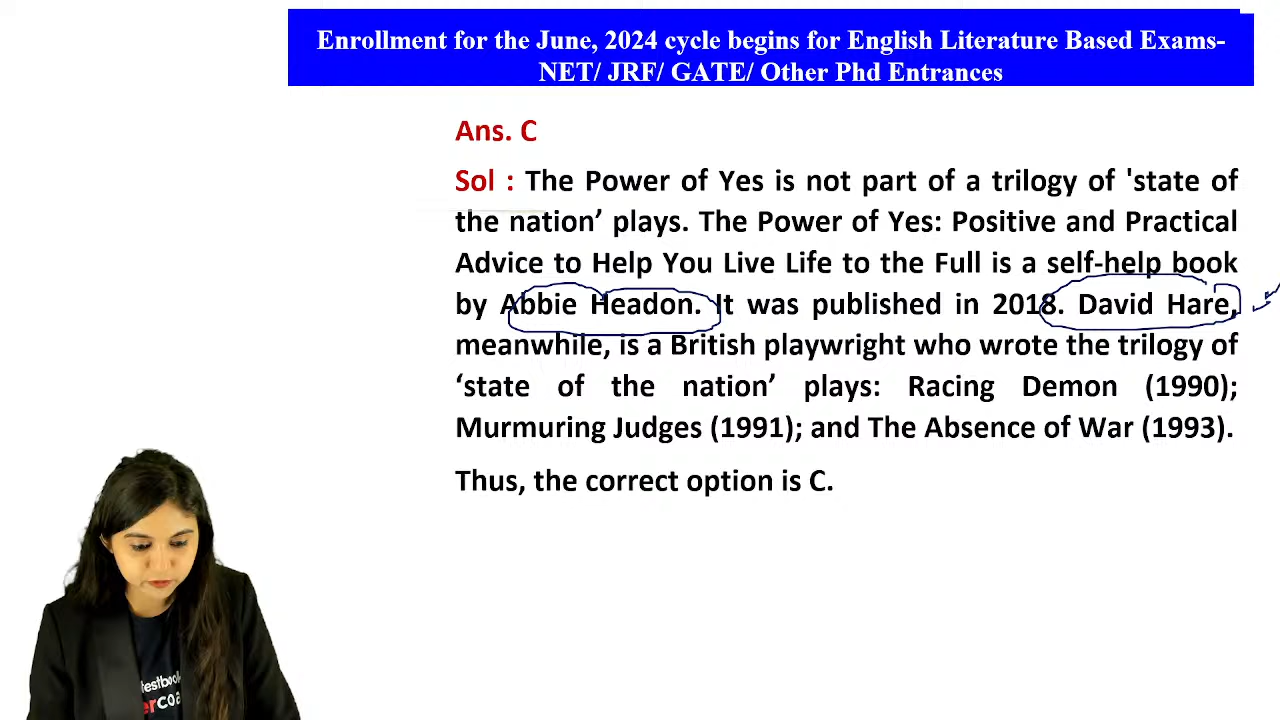 Enrollment for the June, 2024 cycle begins for English Literature Based Exams-
NET/ JRF/ GATE/ Other Phd Entrances
Ans. C
Sol : The Power of Yes is not part of a trilogy of 'state of
the nation’ plays. The Power of Yes: Positive and Practical
Advice to Help You Live Life to the Full is a self-help book
by Abbie Headon. It was published in 2018. David Hare,
meanwhile, is a British playwright who wrote the trilogy of
‘state of the nation’ plays: Racing Demon (1990);
Murmuring Judges (1991); and The Absence of War (1993).
Thus, the correct option is C.
testboo
erco